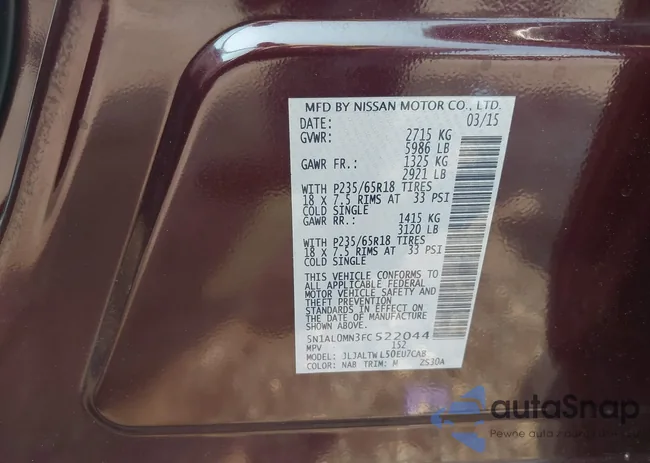 MFD BY NISSAN MOTOR CO., LTD.
DATE: 03/15
GVWR: 2715 KG
5986 LB
GAWR FR.: 1325 KG
2921 LB
WITH P235/65R18 TIRES
18 X 7.5 RIMS AT 33 PSI
COLD SINGLE
GAWR RR.: 1415 KG
3120 LB
WITH P235/65R18 TIRES
18 X 7.5 RIMS AT 33 PSI
COLD SINGLE
THIS VEHICLE CONFORMS TO
ALL APPLICABLE FEDERAL
MOTOR VEHICLE SAFETY AND
THEFT PREVENTION
STANDARDS IN EFFECT ON
THE DATE OF MANUFACTURE
5N1AL0MN3FC522044
MPV 152
MODEL: JLJALTWL50EU7CAB
COLOR: NAB TRIM: H ZS30A
autoSnap
Pewne auto z